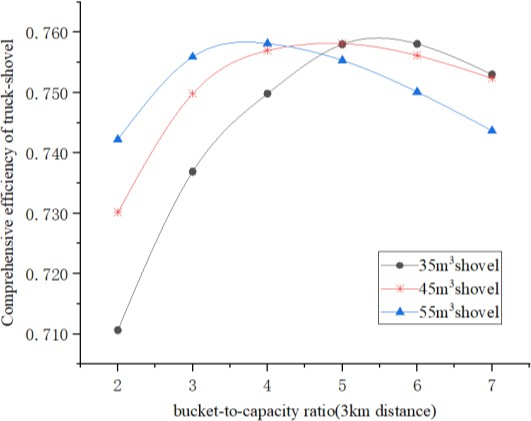 Comprehensive efficiency of truck-shovel
0.760
0.750
0.740
0.730
0.720
0.710
35m³shovel
45m³shovel
55m³shovel
2 3 4 5 6 7
bucket-to-capacity ratio(3km distance)